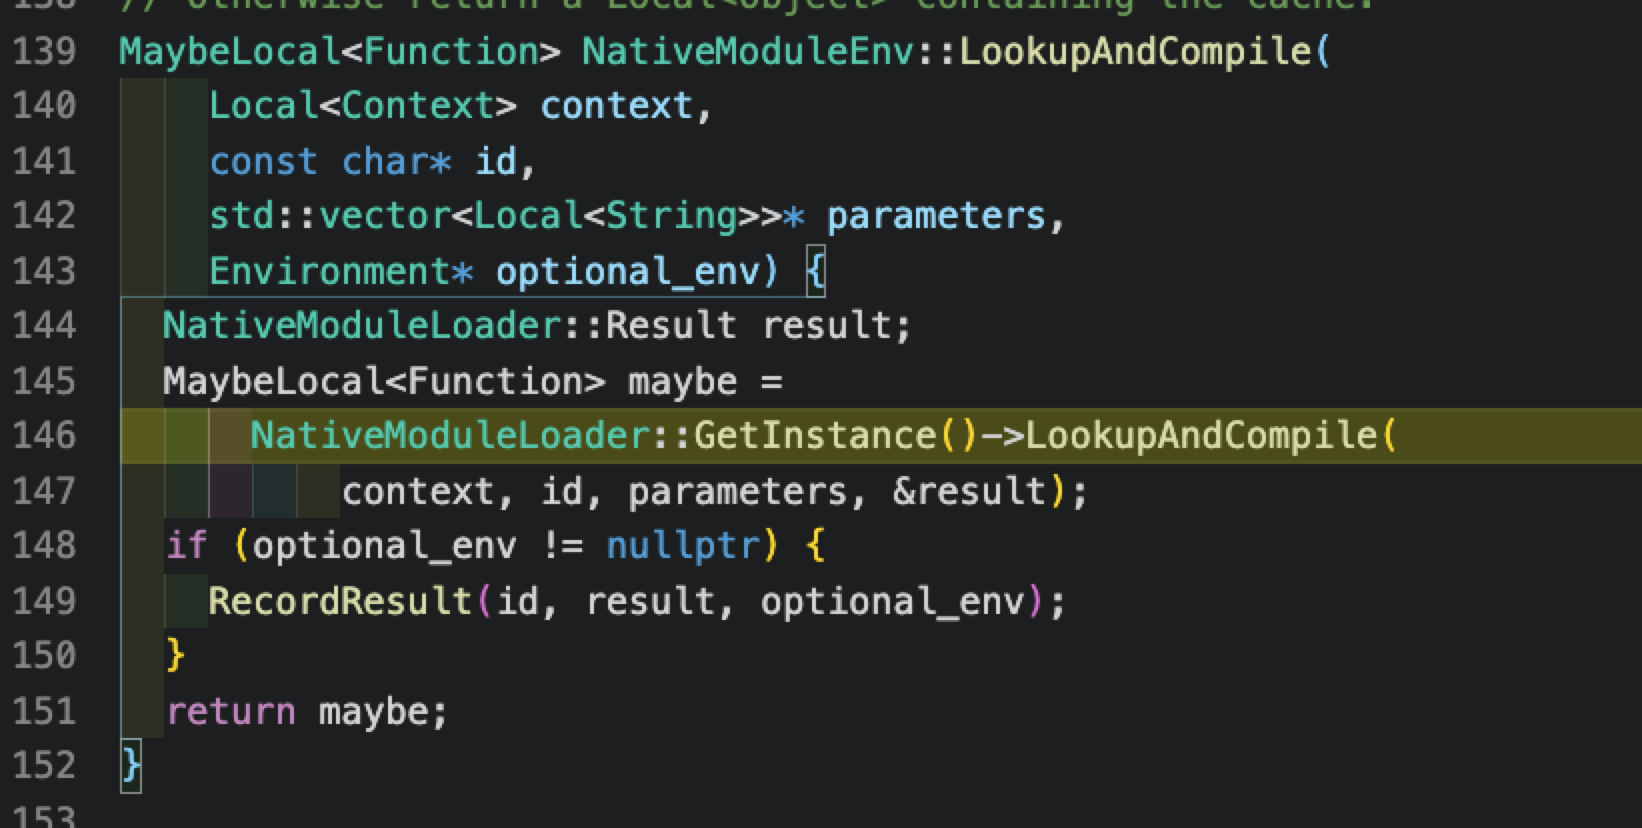 138 // otherwise return a Local<Object> containing the cache.
139 MaybeLocal<Function> NativeModuleEnv::LookupAndCompile(
140     Local<Context> context,
141     const char* id,
142     std::vector<Local<String>>* parameters,
143     Environment* optional_env) {
144   NativeModuleLoader::Result result;
145   MaybeLocal<Function> maybe =
146       NativeModuleLoader::GetInstance()->LookupAndCompile(
147           context, id, parameters, &result);
148   if (optional_env != nullptr) {
149     RecordResult(id, result, optional_env);
150   }
151   return maybe;
152 }
153